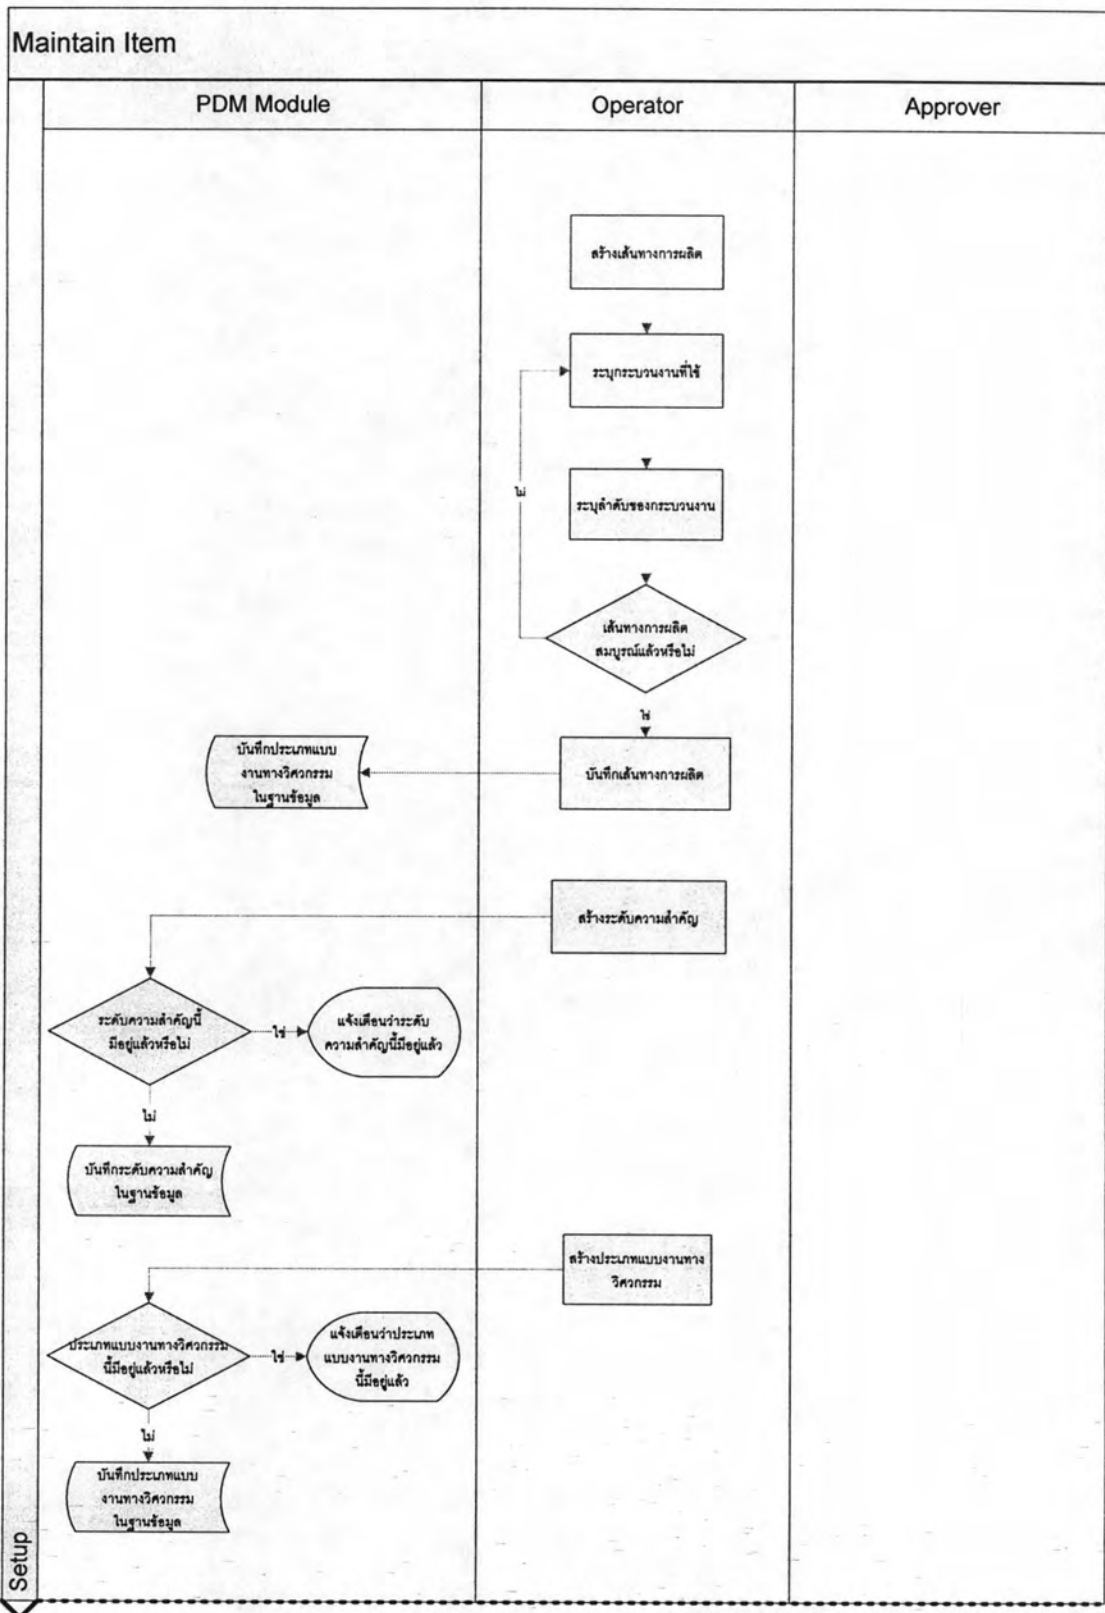 Maintain Item
PDM Module
Operator
Approver
สร้างเส้นทางการผลิต
ระบุกระบวนงานที่ใช้
ไม่
ระบุลำดับของกระบวนงาน
เส้นทางการผลิต
สมบูรณ์แล้วหรือไม่
ใช่
บันทึกประเภทแบบ
งานทางวิศวกรรม
ในฐานข้อมูล
บันทึกเส้นทางการผลิต
สร้างระดับความสำคัญ
ระดับความสำคัญนี้
มีอยู่แล้วหรือไม่
ใช่
แจ้งเตือนว่าระดับ
ความสำคัญนี้มีอยู่แล้ว
ไม่
บันทึกระดับความสำคัญ
ในฐานข้อมูล
สร้างประเภทแบบงานทาง
วิศวกรรม
ประเภทแบบงานทางวิศวกรรม
นี้มีอยู่แล้วหรือไม่
ใช่
แจ้งเตือนว่าประเภท
แบบงานทางวิศวกรรม
นี้มีอยู่แล้ว
ไม่
บันทึกประเภทแบบ
งานทางวิศวกรรม
ในฐานข้อมูล
Setup